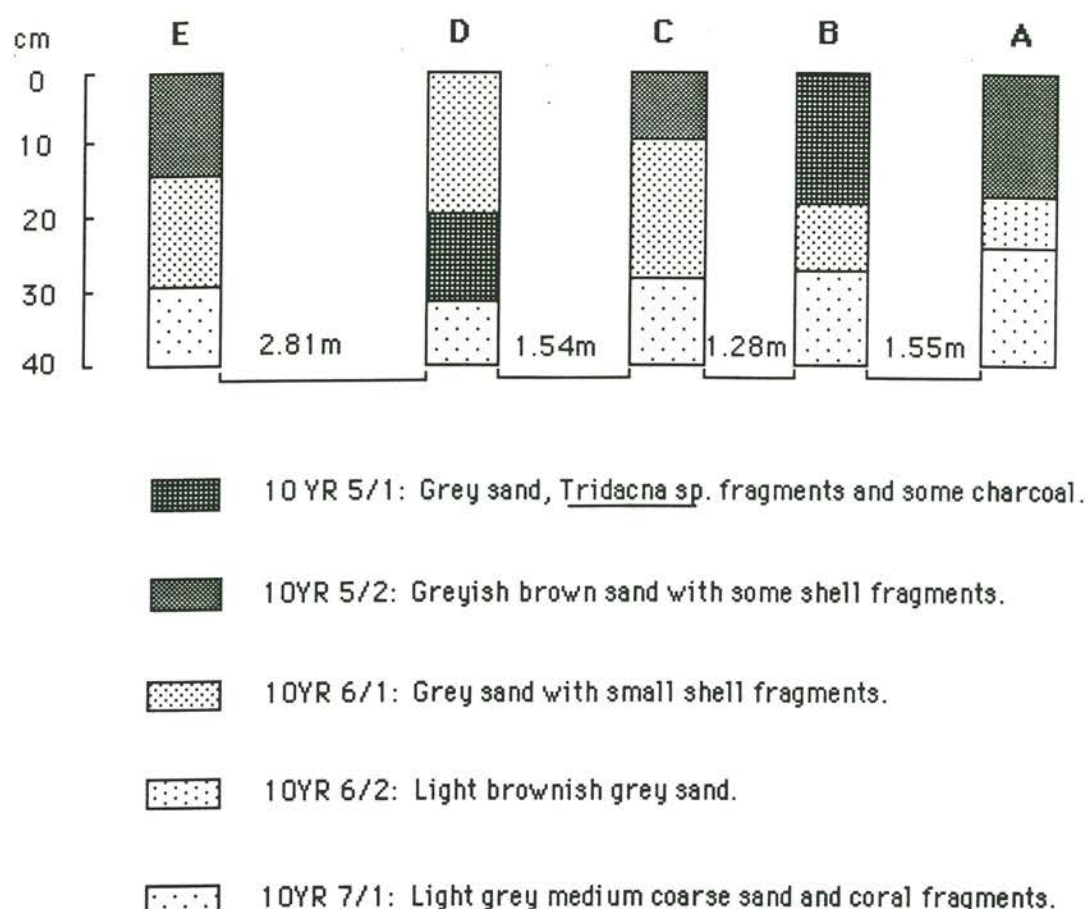 cm E D C B A
0
10
20
30
40
2.81m 1.54m 1.28m 1.55m
10 YR 5/1: Grey sand, Tridacna sp. fragments and some charcoal.
10YR 5/2: Greyish brown sand with some shell fragments.
10YR 6/1: Grey sand with small shell fragments.
10YR 6/2: Light brownish grey sand.
10YR 7/1: Light grey medium coarse sand and coral fragments.